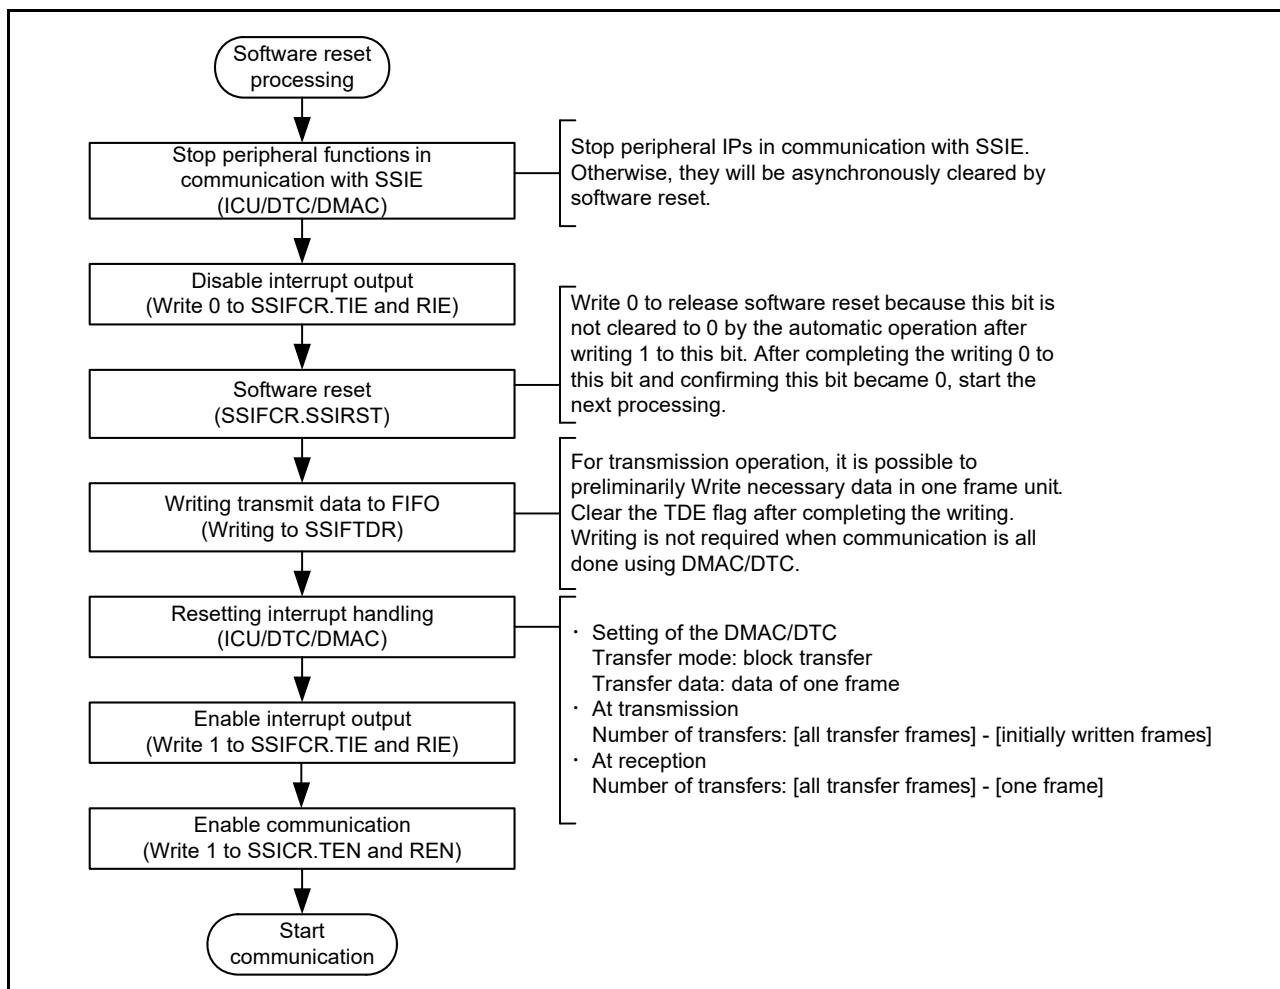 Software reset
processing
Stop peripheral functions in
communication with SSIE
(ICU/DTC/DMAC)
Stop peripheral IPs in communication with SSIE.
Otherwise, they will be asynchronously cleared by
software reset.
Disable interrupt output
(Write 0 to SSIFCR.TIE and RIE)
Software reset
(SSIFCR.SSIRST)
Write 0 to release software reset because this bit is
not cleared to 0 by the automatic operation after
writing 1 to this bit. After completing the writing 0 to
this bit and confirming this bit became 0, start the
next processing.
Writing transmit data to FIFO
(Writing to SSIFTDR)
For transmission operation, it is possible to
preliminarily Write necessary data in one frame unit.
Clear the TDE flag after completing the writing.
Writing is not required when communication is all
done using DMAC/DTC.
Resetting interrupt handling
(ICU/DTC/DMAC)
・ Setting of the DMAC/DTC
Transfer mode: block transfer
Transfer data: data of one frame
・ At transmission
Number of transfers: [all transfer frames] - [initially written frames]
・ At reception
Number of transfers: [all transfer frames] - [one frame]
Enable interrupt output
(Write 1 to SSIFCR.TIE and RIE)
Enable communication
(Write 1 to SSICR.TEN and REN)
Start
communication